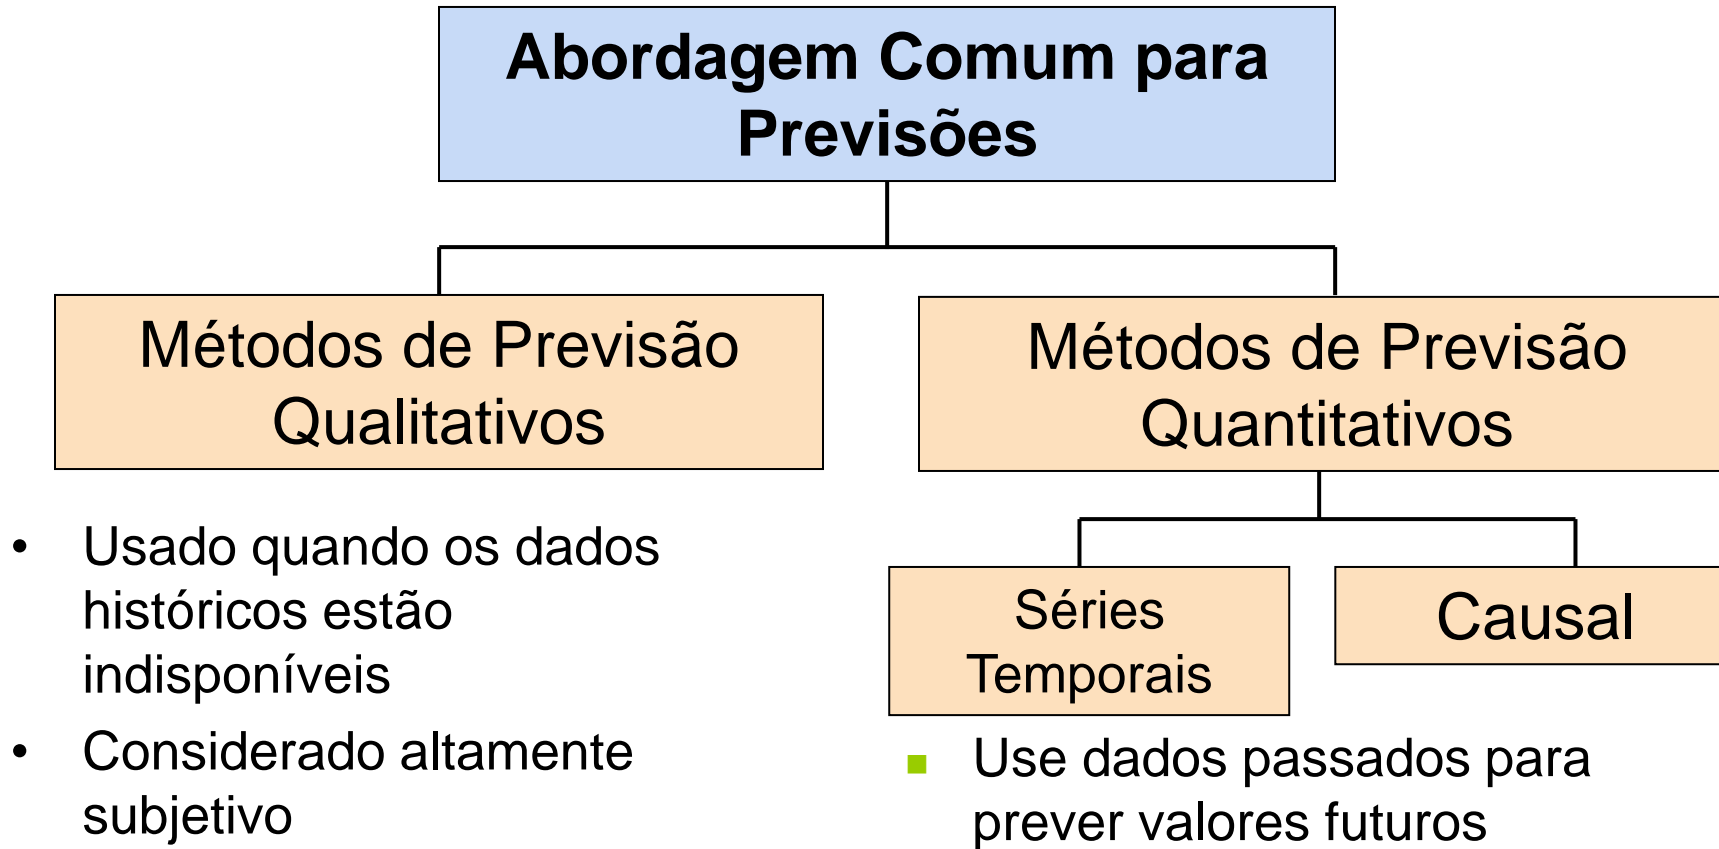 Abordagem Comum para
Previsões
Métodos de Previsão
Qualitativos
Métodos de Previsão
Quantitativos
• Usado quando os dados
históricos estão
indisponíveis
• Considerado altamente
subjetivo
Séries
Temporais
Causal
▪ Use dados passados para
prever valores futuros